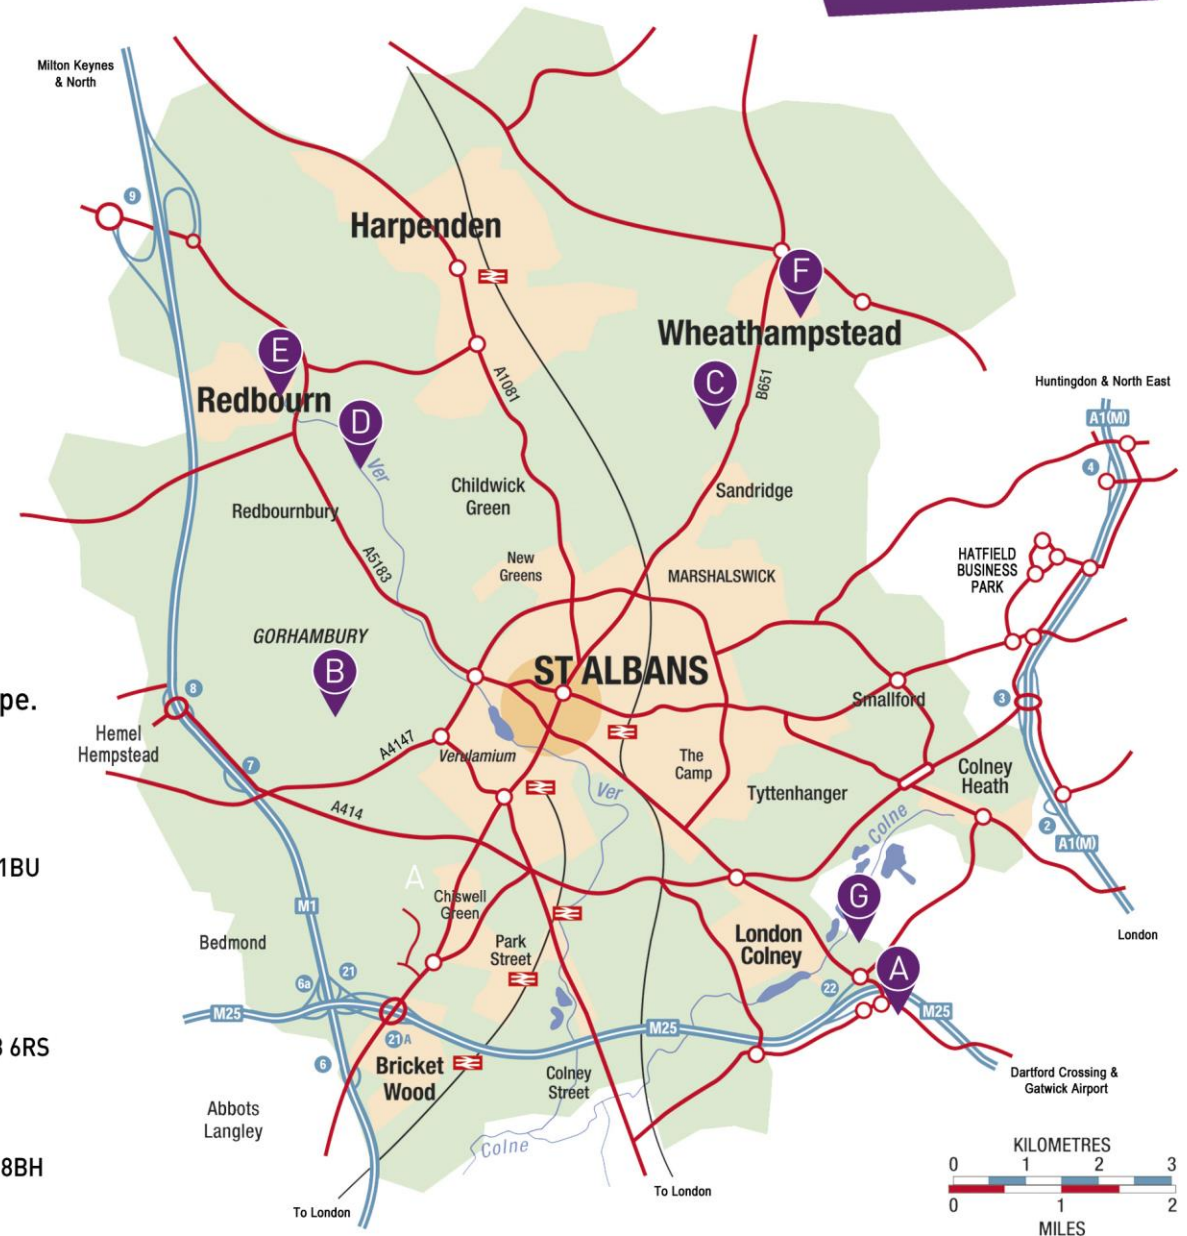 Milton Keynes
& North
9
Harpenden
F
Wheathampstead
E
Redbourn
C
A1081
B651
Huntingdon & North East
A1(M)
D
Ver
4
Childwick
Green
Sandridge
Redbournbury
A5183
New
Greens
MARSHALSWICK
HATFIELD
BUSINESS
PARK
GORHAMBURY
B
ST ALBANS
pe.
8
Smallford
3
Hemel
Hempstead
A4147
Verulamium
The
Camp
7
Colney
Heath
Ver
Tyttenhanger
A414
Colne
2
A1(M)
1BU
A
Chiswell
Green
G
M1
Bedmond
Park
Street
London
Colney
London
A
6a
21
22
M25
M25
M25
21A
3 6RS
6
Bricket
Wood
Colney
Street
Dartford Crossing &
Gatwick Airport
Abbots
Langley
Colne
8BH
To London
To London
KILOMETRES
0 1 2 3
0 1 2
MILES